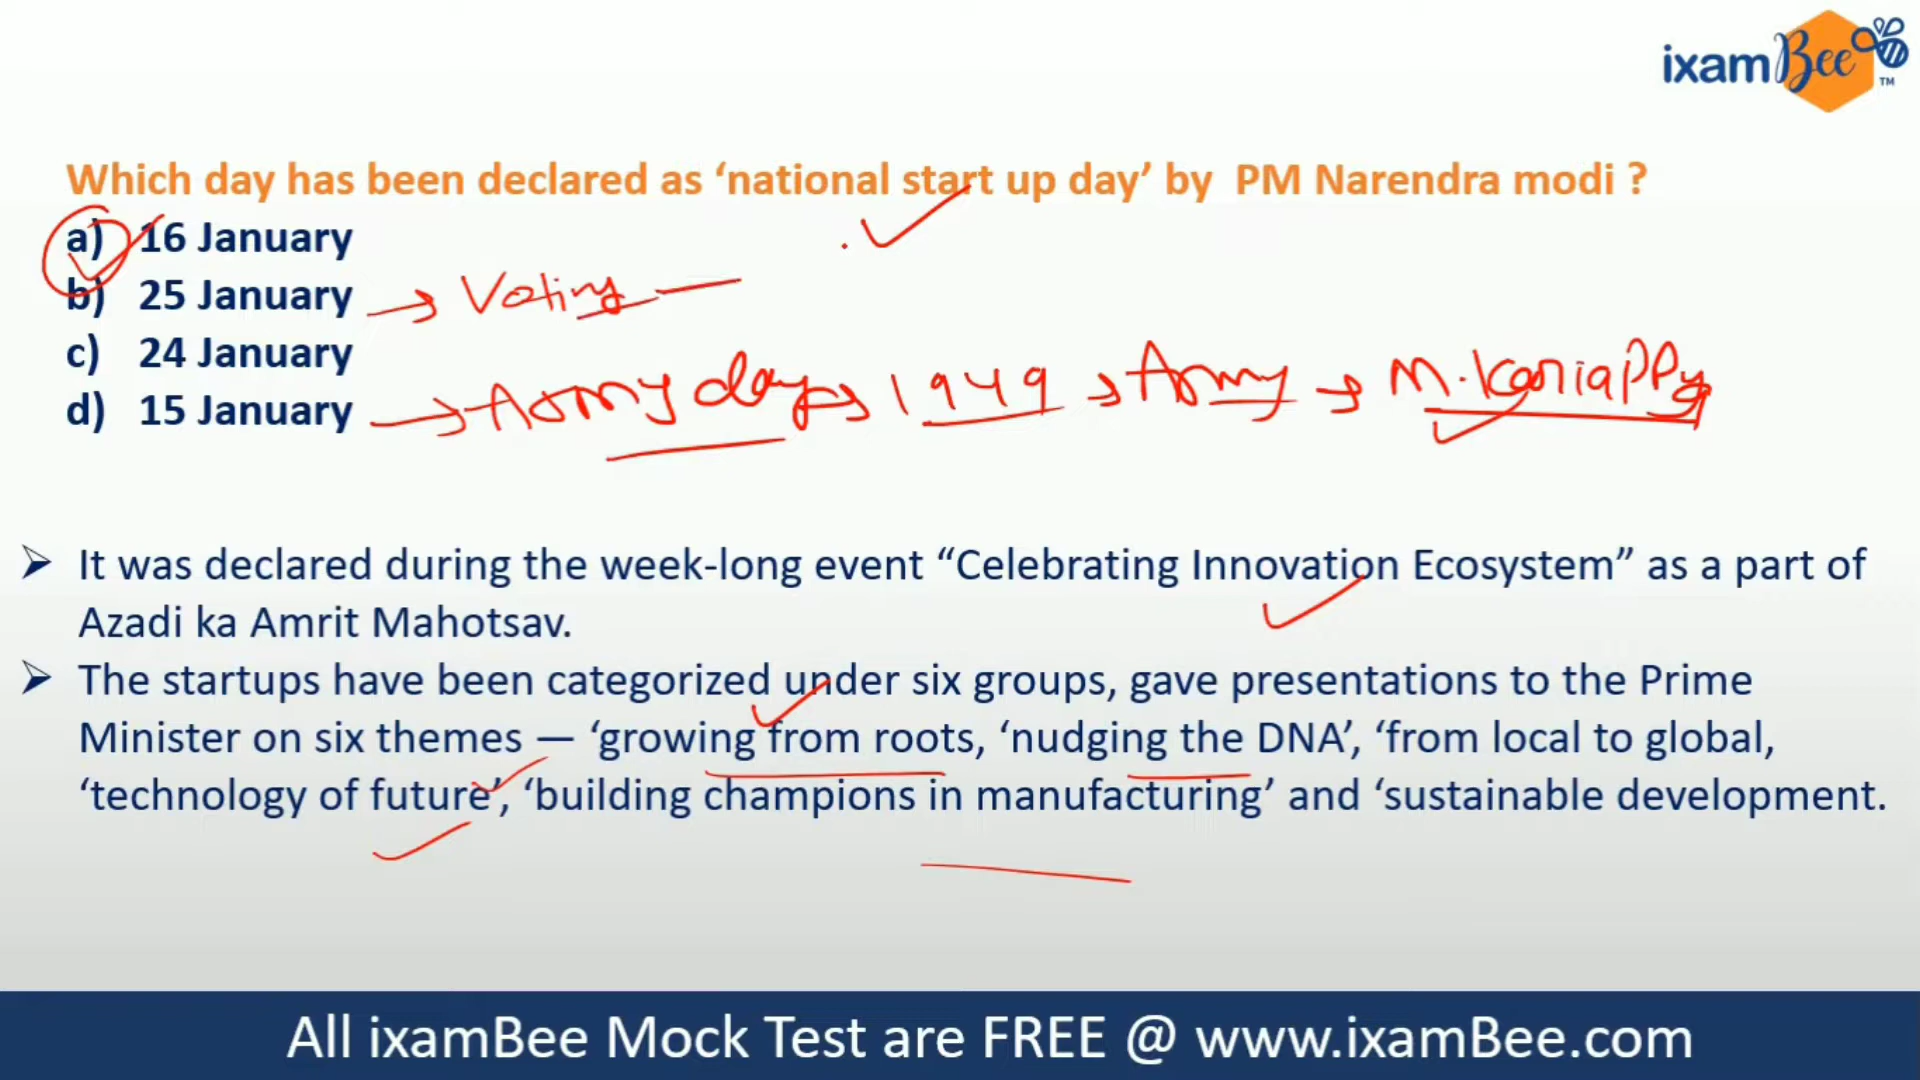 ixamBee™
Which day has been declared as ‘national start up day’ by PM Narendra modi ?
a) 16 January
b) 25 January → Voting
c) 24 January
d) 15 January → Army day → 1949 → Army → M. Kariappa
➤ It was declared during the week-long event “Celebrating Innovation Ecosystem” as a part of
Azadi ka Amrit Mahotsav.
➤ The startups have been categorized under six groups, gave presentations to the Prime
Minister on six themes — ‘growing from roots, ‘nudging the DNA’, ‘from local to global,
‘technology of future’, ‘building champions in manufacturing’ and ‘sustainable development.
All ixamBee Mock Test are FREE @ www.ixamBee.com